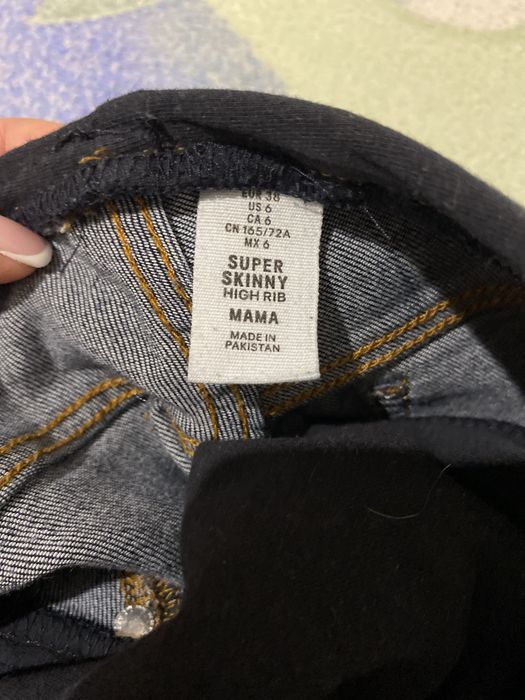 EUR 38
US 6
CA 6
CN 165/72A
MX 6
SUPER
SKINNY
HIGH RIB
MAMA
MADE IN
PAKISTAN